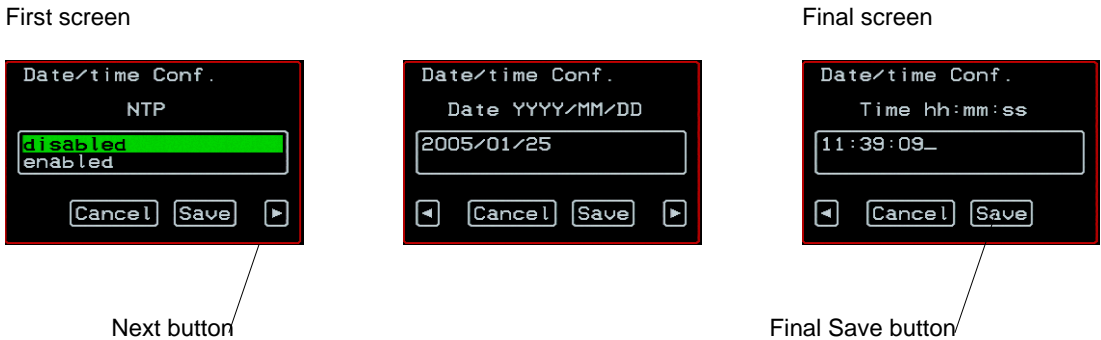 First screen
Final screen
Date/time Conf.
NTP
disabled
enabled
Cancel Save
Date/time Conf.
Date YYYY/MM/DD
2005/01/25
Cancel Save
Date/time Conf.
Time hh:mm:ss
11:39:09_
Cancel Save
Next button
Final Save button